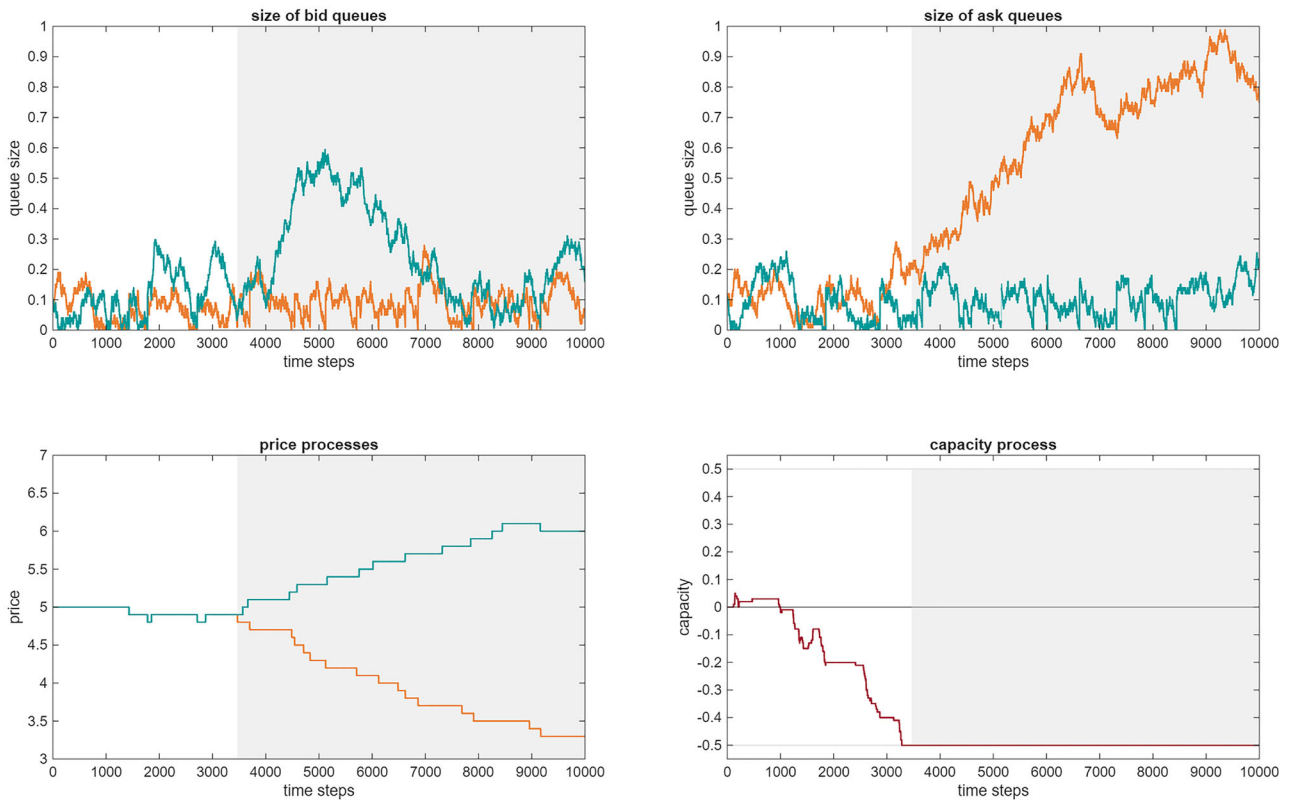 size of bid queues
1
0.9
0.8
0.7
0.6
0.5
0.4
0.3
0.2
0.1
0
queue size
0 1000 2000 3000 4000 5000 6000 7000 8000 9000 10000
time steps
size of ask queues
1
0.9
0.8
0.7
0.6
0.5
0.4
0.3
0.2
0.1
0
queue size
0 1000 2000 3000 4000 5000 6000 7000 8000 9000 10000
time steps
price processes
7
6.5
6
5.5
5
4.5
4
3.5
3
price
0 1000 2000 3000 4000 5000 6000 7000 8000 9000 10000
time steps
capacity process
0.5
0.4
0.3
0.2
0.1
0
-0.1
-0.2
-0.3
-0.4
-0.5
capacity
0 1000 2000 3000 4000 5000 6000 7000 8000 9000 10000
time steps